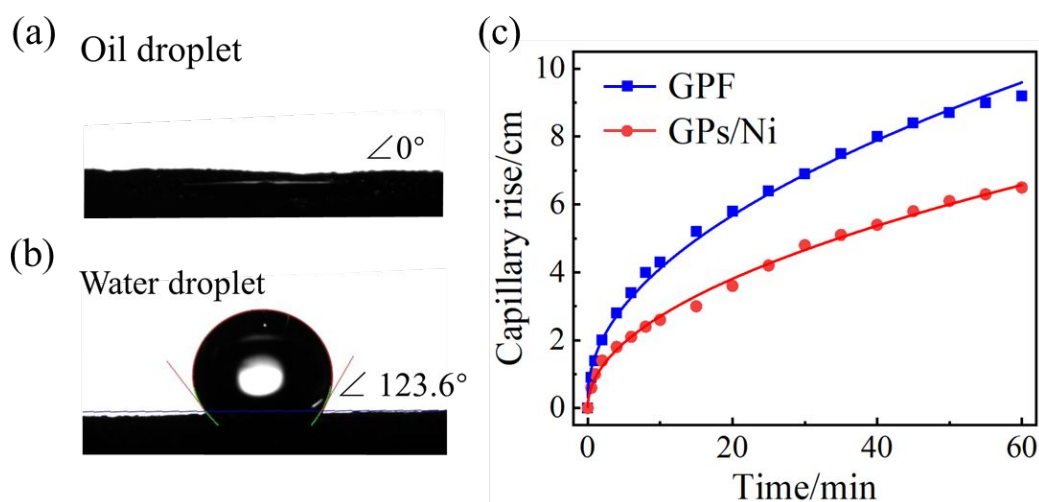 (a)
Oil droplet
∠0°
(b)
Water droplet
∠ 123.6°
(c)
Capillary rise/cm
10
8
6
4
2
0
GPF
GPs/Ni
0
20
40
60
Time/min